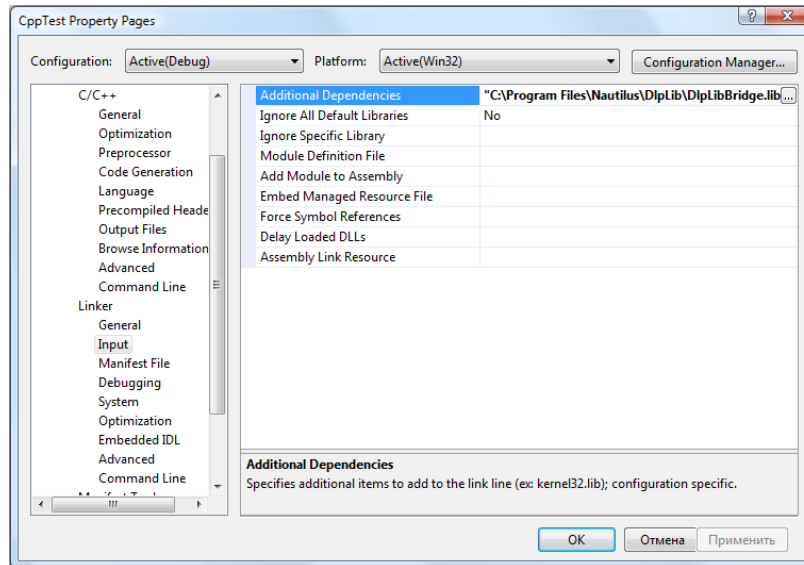 CppTest Property Pages
Configuration: Active(Debug) Platform: Active(Win32) Configuration Manager...
C/C++
General
Optimization
Preprocessor
Code Generation
Language
Precompiled Heade
Output Files
Browse Information
Advanced
Command Line
Linker
General
Input
Manifest File
Debugging
System
Optimization
Embedded IDL
Advanced
Command Line
Additional Dependencies "C:\Program Files\Nautilus\DlpLib\DlpLibBridge.lib ...
Ignore All Default Libraries No
Ignore Specific Library
Module Definition File
Add Module to Assembly
Embed Managed Resource File
Force Symbol References
Delay Loaded DLLs
Assembly Link Resource
Additional Dependencies
Specifies additional items to add to the link line (ex: kernel32.lib); configuration specific.
OK Отмена Применить